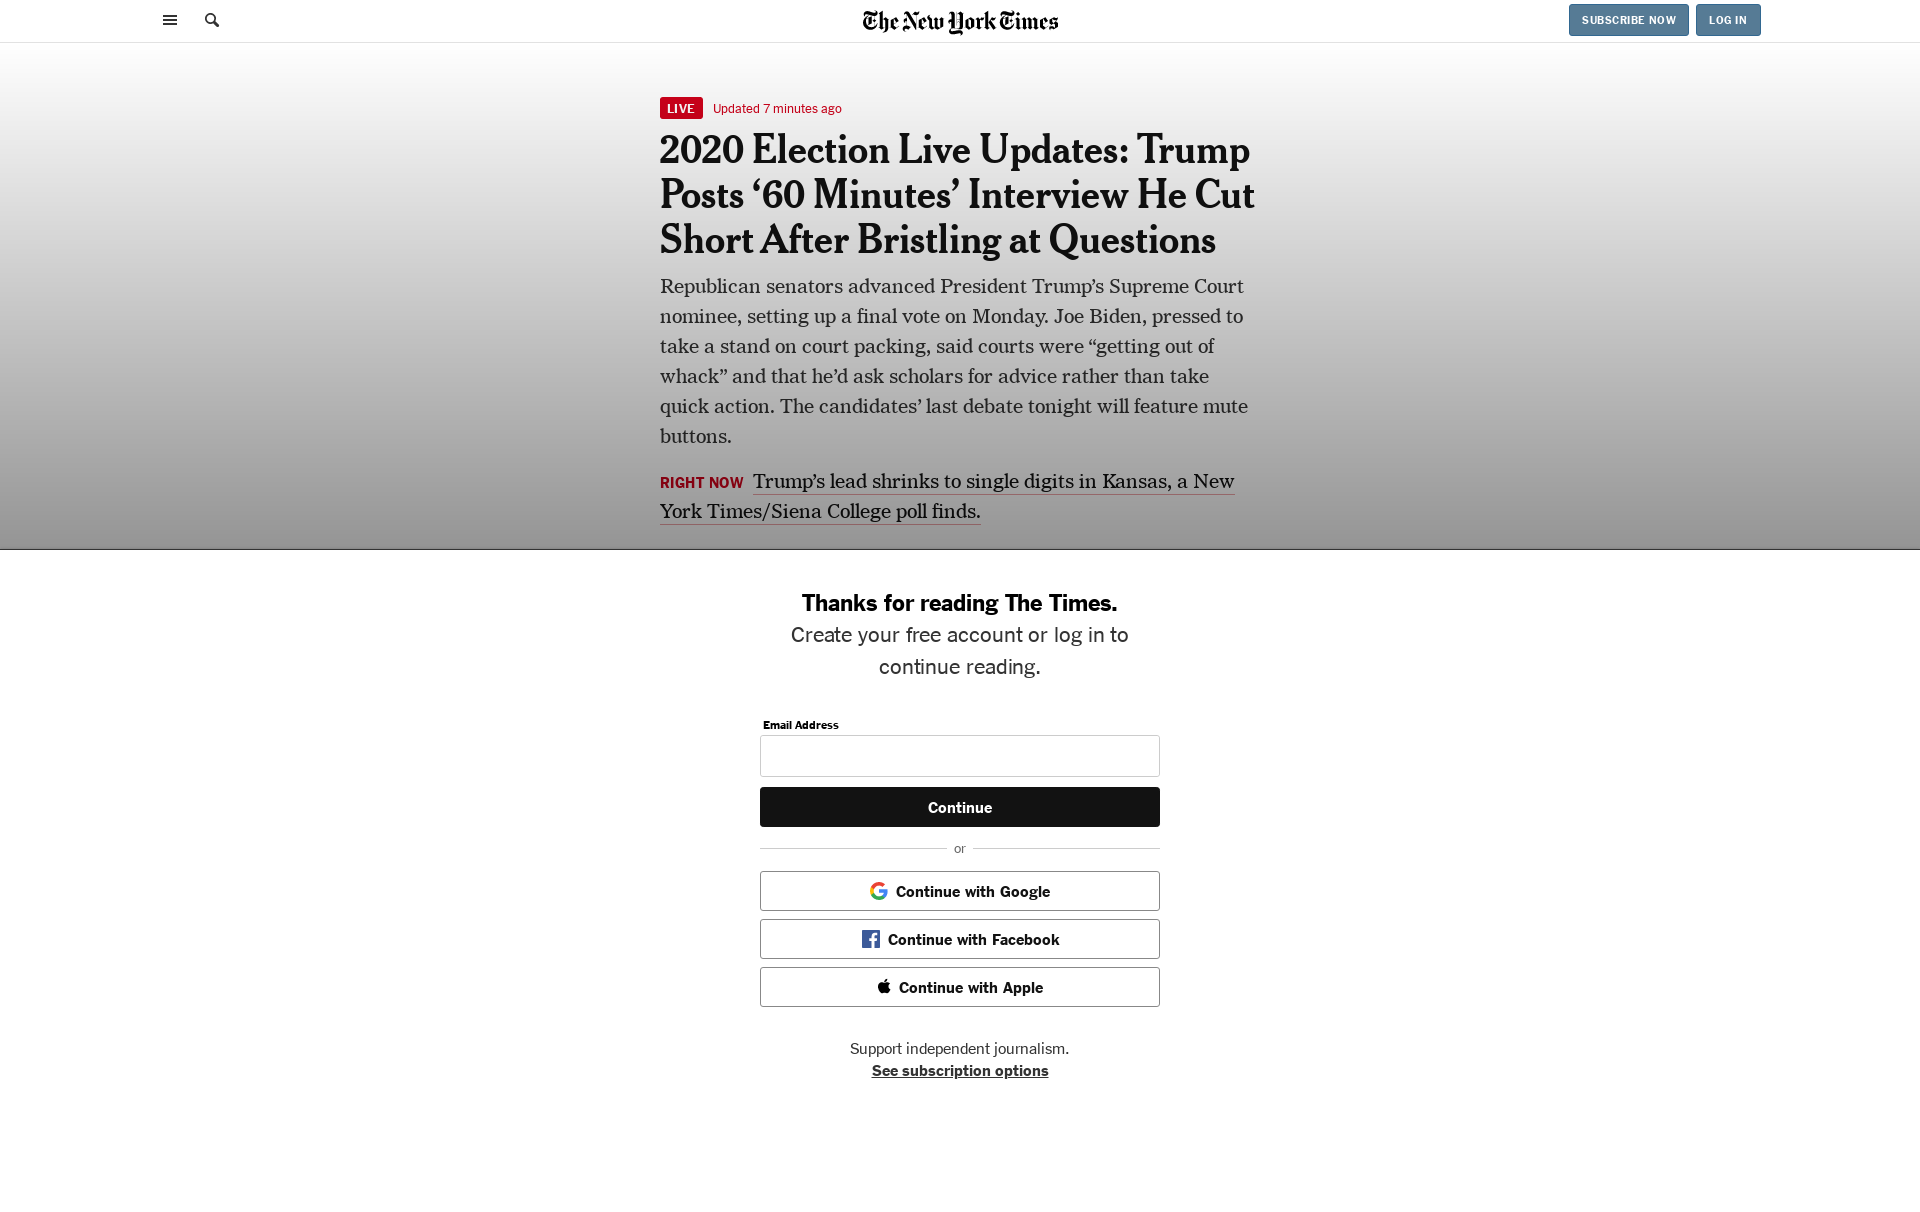 The New York Times
SUBSCRIBE NOW
LOG IN
LIVE Updated 7 minutes ago
2020 Election Live Updates: Trump
Posts ‘60 Minutes’ Interview He Cut
Short After Bristling at Questions
Republican senators advanced President Trump’s Supreme Court
nominee, setting up a final vote on Monday. Joe Biden, pressed to
take a stand on court packing, said courts were “getting out of
whack” and that he’d ask scholars for advice rather than take
quick action. The candidates’ last debate tonight will feature mute
buttons.
RIGHT NOW Trump’s lead shrinks to single digits in Kansas, a New
York Times/Siena College poll finds.
Thanks for reading The Times.
Create your free account or log in to
continue reading.
Email Address
Continue
or
Continue with Google
Continue with Facebook
Continue with Apple
Support independent journalism.
See subscription options